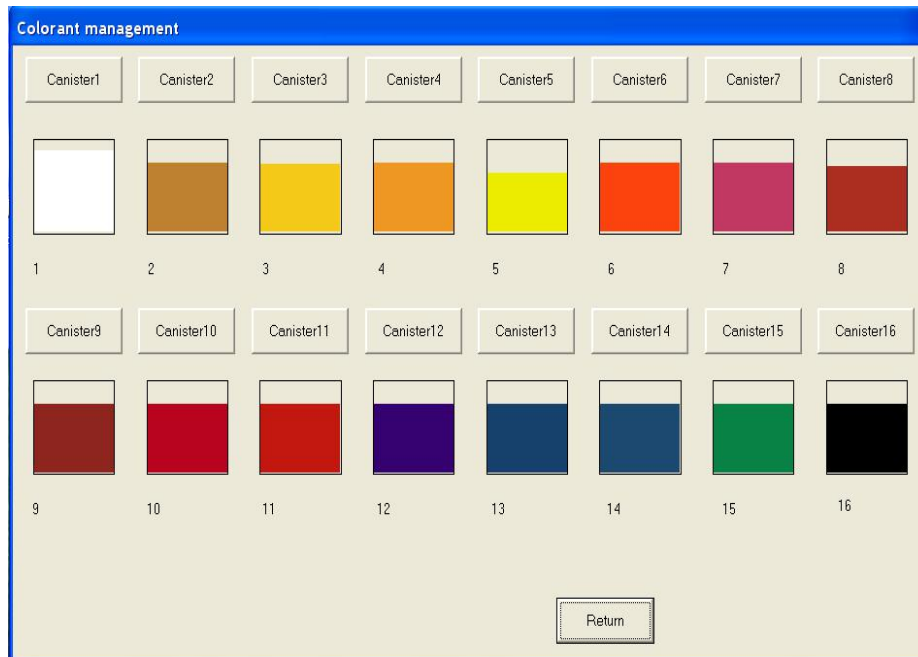 Colorant management
Canister1 Canister2 Canister3 Canister4 Canister5 Canister6 Canister7 Canister8
1 2 3 4 5 6 7 8
Canister9 Canister10 Canister11 Canister12 Canister13 Canister14 Canister15 Canister16
9 10 11 12 13 14 15 16
Return